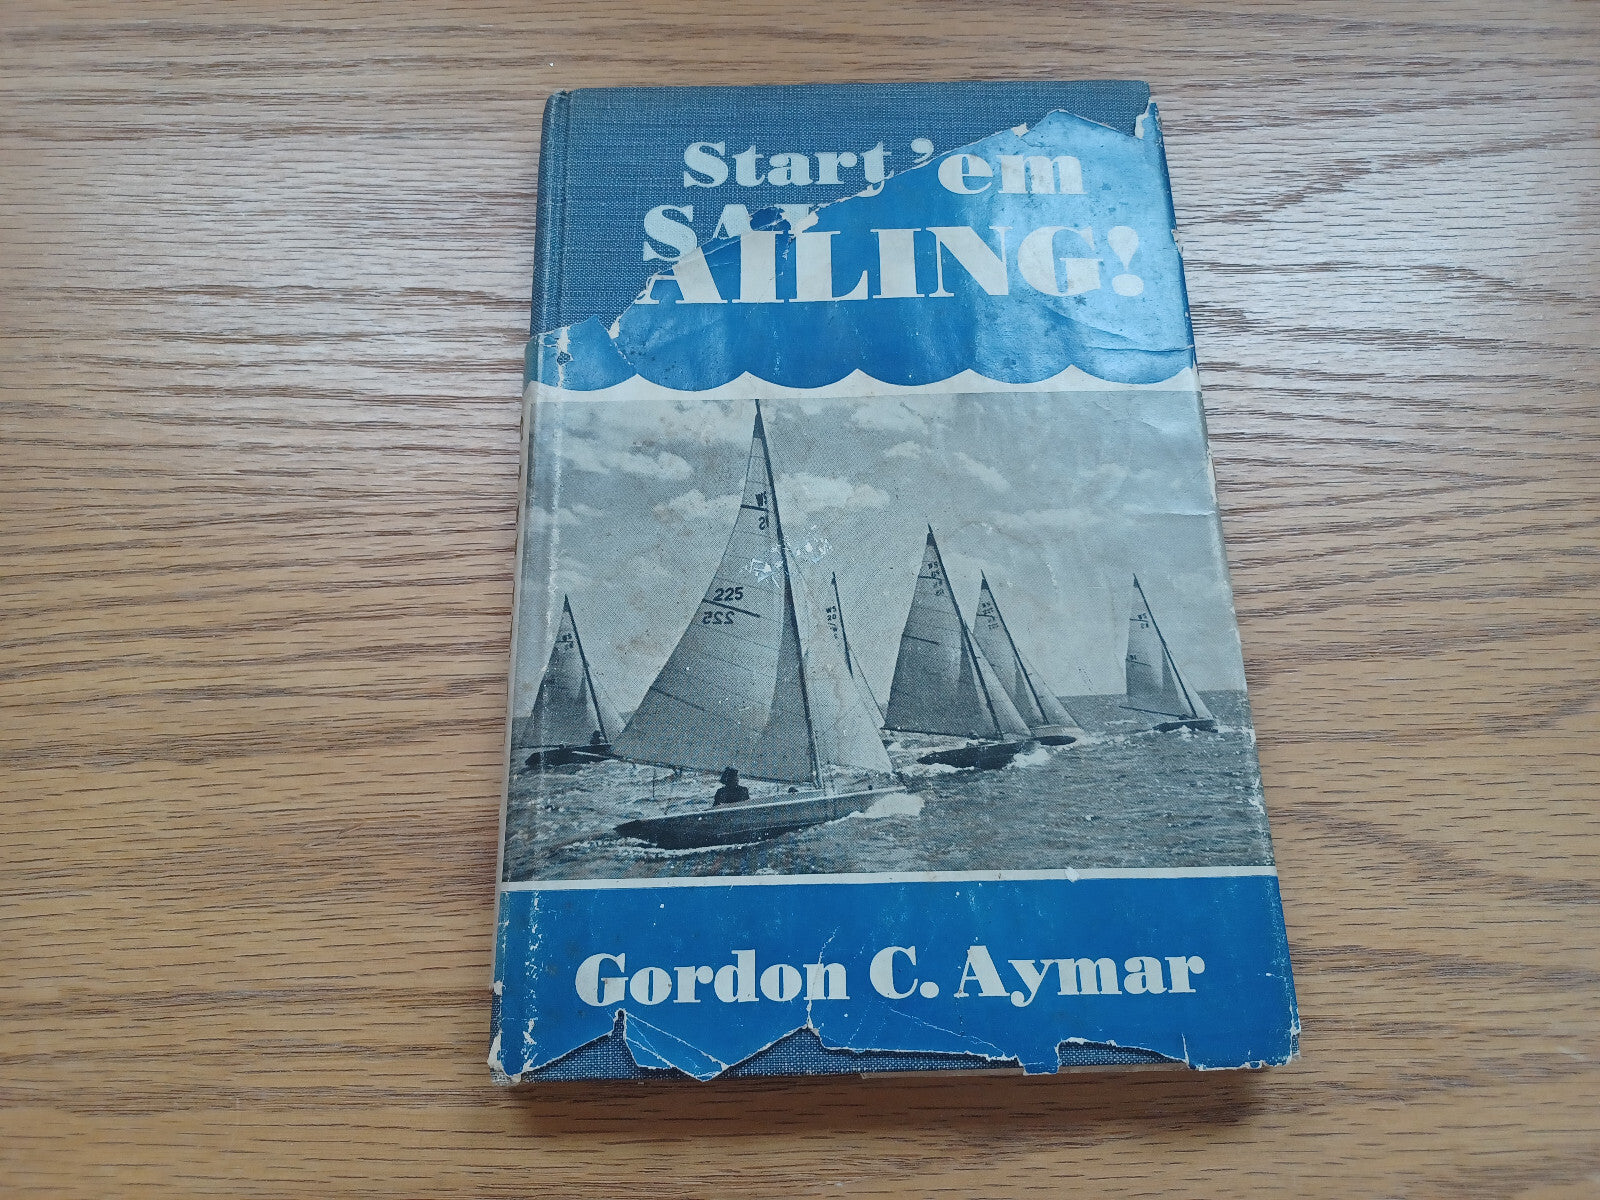 Start 'em
SAILING!
225
225
Gordon C. Aymar